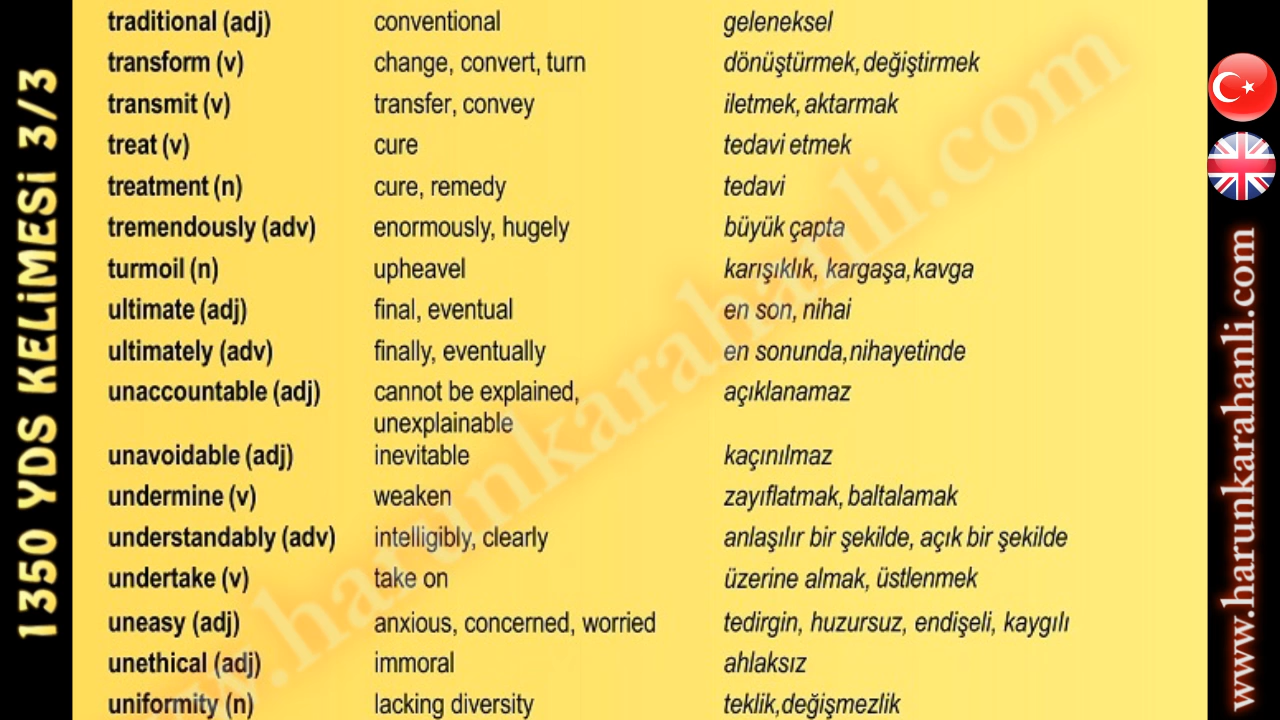 traditional (adj) conventional geleneksel
transform (v) change, convert, turn dönüştürmek, değiştirmek
transmit (v) transfer, convey iletmek, aktarmak
treat (v) cure tedavi etmek
treatment (n) cure, remedy tedavi
tremendously (adv) enormously, hugely büyük çapta
turmoil (n) upheavel karışıklık, kargaşa,kavga
ultimate (adj) final, eventual en son, nihai
ultimately (adv) finally, eventually en sonunda,nihayetinde
unaccountable (adj) cannot be explained, açıklanamaz
unexplainable
unavoidable (adj) inevitable kaçınılmaz
undermine (v) weaken zayıflatmak, baltalamak
understandably (adv) intelligibly, clearly anlaşılır bir şekilde, açık bir şekilde
undertake (v) take on üzerine almak, üstlenmek
uneasy (adj) anxious, concerned, worried tedirgin, huzursuz, endişeli, kaygılı
unethical (adj) immoral ahlaksız
uniformity (n) lacking diversity teklik,değişmezlik
1350 YDS KELiMESi 3/3
www.harunkarahanli.com
www.harunkarahanli.com